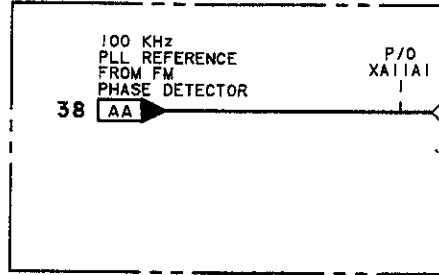 100 KHz
PLL REFERENCE
FROM FM
PHASE DETECTOR
38 AA
P/O
XA11A1